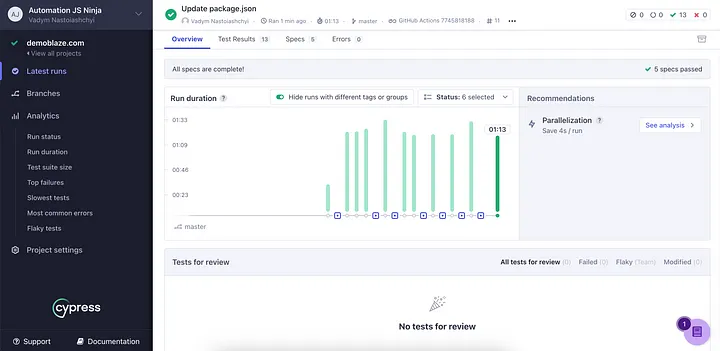 Automation JS Ninja
Vadym Nastoiashchyi
demoblaze.com
View all projects
Latest runs
Branches
Analytics
Run status
Run duration
Test suite size
Top failures
Slowest tests
Most common errors
Flaky tests
Project settings
cypress
Support
Documentation
Update package.json
Vadym Nastoiashchyi Ran 1 min ago 01:13 master GitHub Actions 7745818188 # 11 •••
0 0 13 0
Overview Test Results 13 Specs 5 Errors 0
All specs are complete! 5 specs passed
Run duration ? Hide runs with different tags or groups Status: 6 selected
01:33
01:09
00:46
00:23
01:13
master
Recommendations
Parallelization ?
Save 4s / run
See analysis
Tests for review All tests for review (0) Failed (0) Flaky (Team) Modified (0)
No tests for review
1